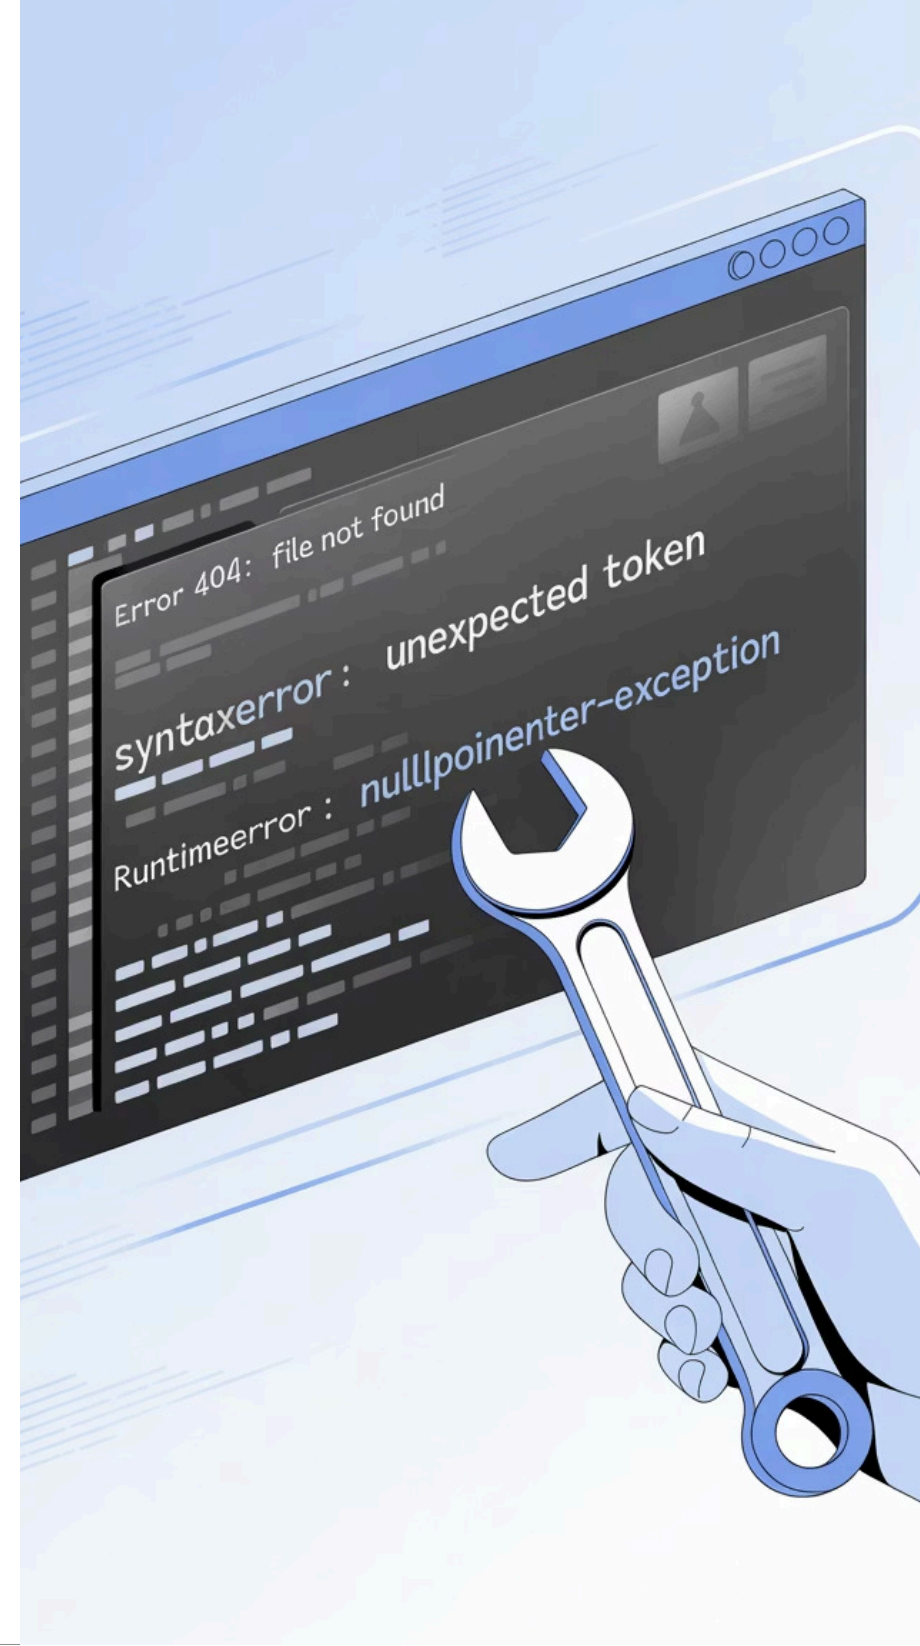 Error 404: file not found
syntaxerror: unexpected token
Runtimeerror: nulllpoinenter-exception